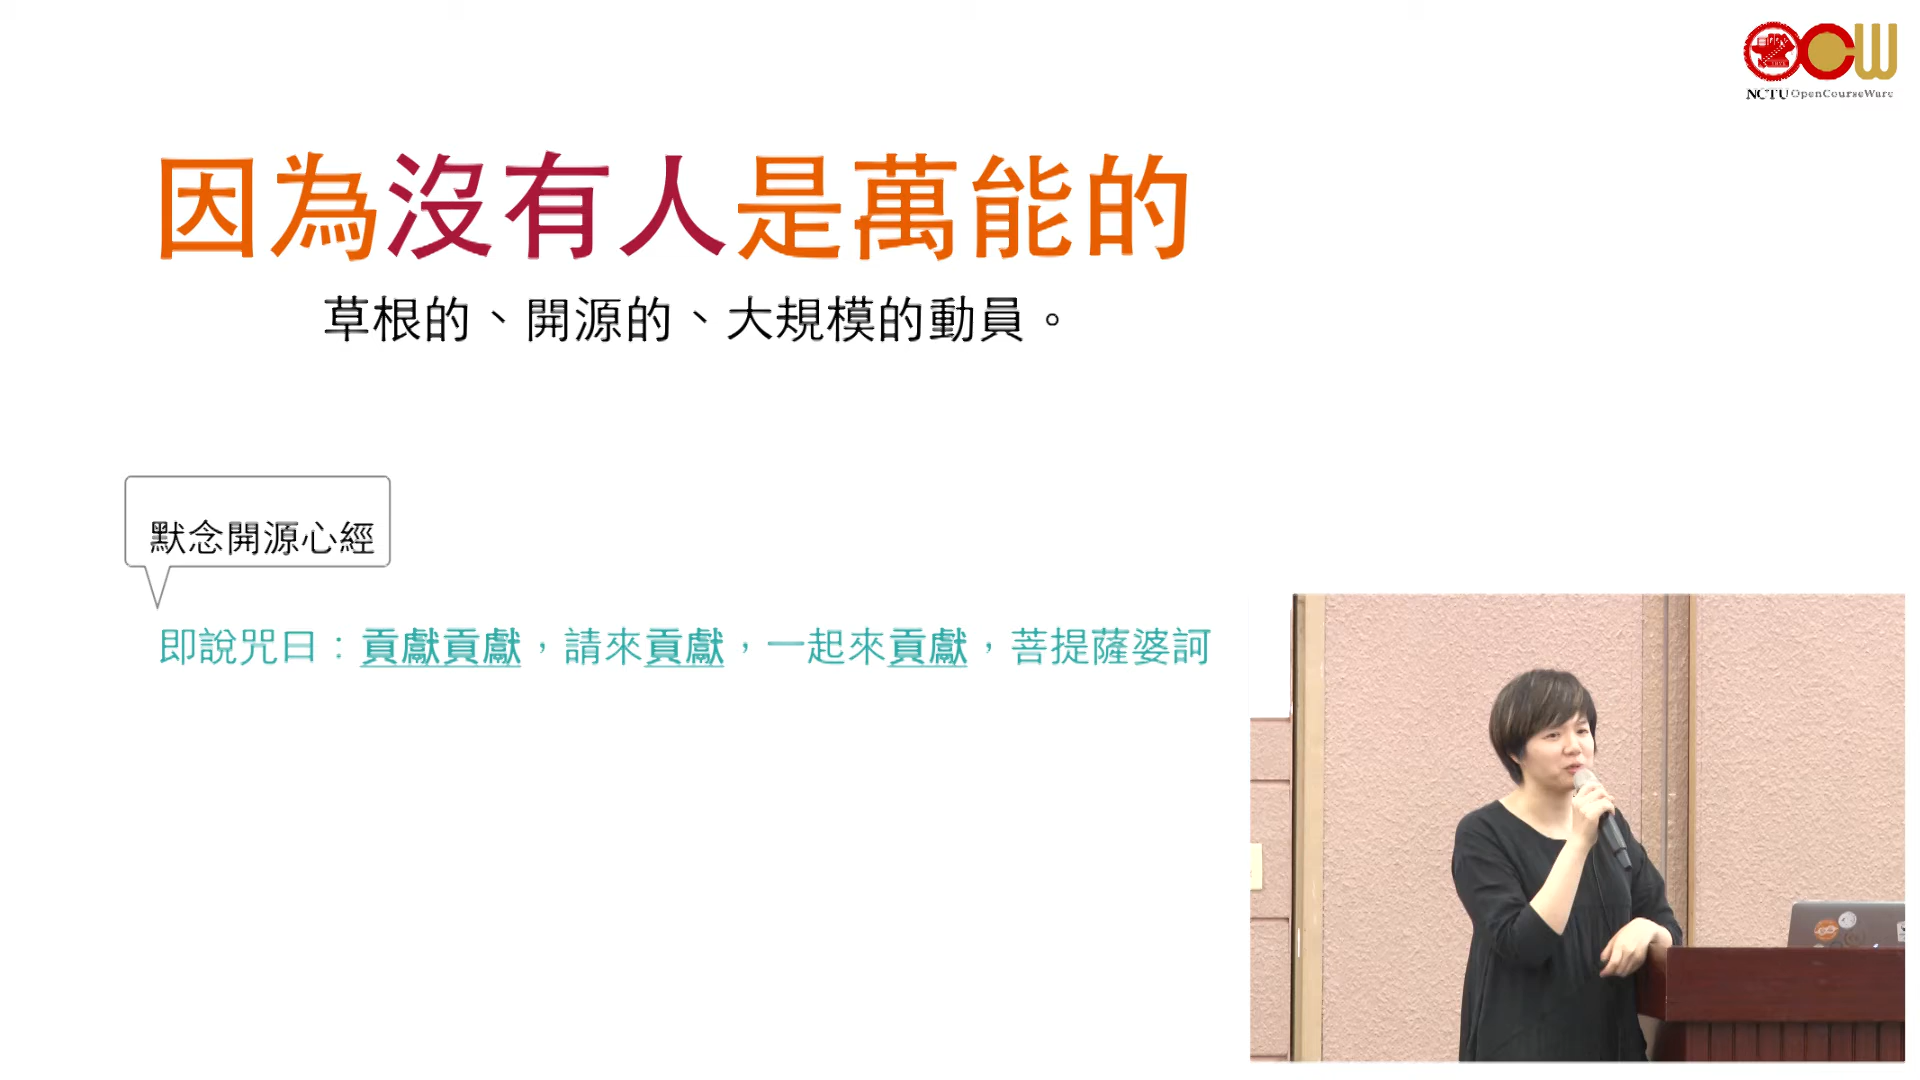 NCTU OpenCourseWare
因為沒有人是萬能的
草根的、開源的、大規模的動員。
默念開源心經
即說咒曰：貢獻貢獻，請來貢獻，一起來貢獻，菩提薩婆訶